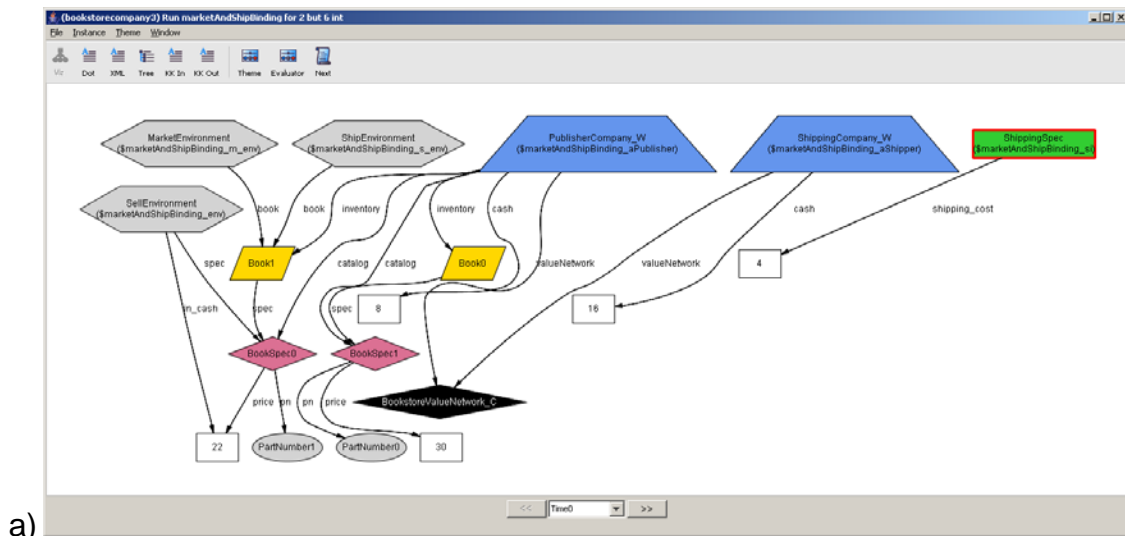 (bookstorecompany3) Run marketAndShipBinding for 2 but 6 int
File Instance Theme Window
Viz Dot XML Tree KK In KK Out Theme Evaluator Next
MarketEnvironment
($marketAndShipBinding_m_env)
ShipEnvironment
($marketAndShipBinding_s_env)
PublisherCompany_W
($marketAndShipBinding_aPublisher)
ShippingCompany_W
($marketAndShipBinding_aShipper)
ShippingSpec
($marketAndShipBinding_si)
SellEnvironment
($marketAndShipBinding_env)
book book inventory inventory cash cash shipping_cost
Book1 Book0
spec catalog catalog valueNetwork valueNetwork
4
in_cash spec spec 8 16
BookSpec0 BookSpec1
price pn pn price BookstoreValueNetwork_C
22 PartNumber1 PartNumber0 30
<< Time0 >>
a)